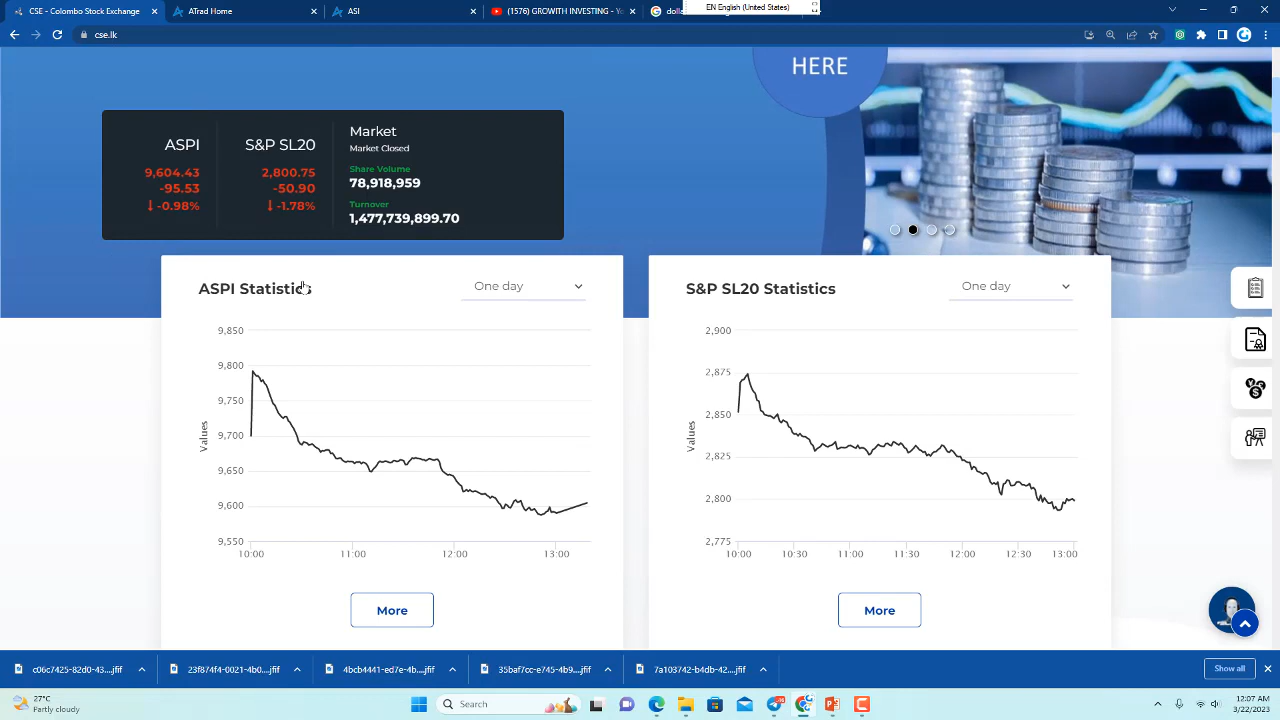 CSE - Colombo Stock Exchange
ATrad Home
ASI
(1576) GROWTH INVESTING - Yo
EN English (United States)
cse.lk
HERE
ASPI
9,604.43
-95.53
-0.98%
S&P SL20
2,800.75
-50.90
-1.78%
Market
Market Closed
Share Volume
78,918,959
Turnover
1,477,739,899.70
ASPI Statistics
One day
9,850
9,800
9,750
9,700
9,650
9,600
9,550
Values
10:00 11:00 12:00 13:00
More
S&P SL20 Statistics
One day
2,900
2,875
2,850
2,825
2,800
2,775
Values
10:00 10:30 11:00 11:30 12:00 12:30 13:00
More
c06c7425-82d0-43....jfif
23f874f4-0021-4b0....jfif
4bcb4441-ed7e-4b....jfif
35baf7cc-e745-4b9....jfif
7a103742-b4db-42....jfif
Show all
27°C
Partly cloudy
Search
12:07 AM
3/22/2023